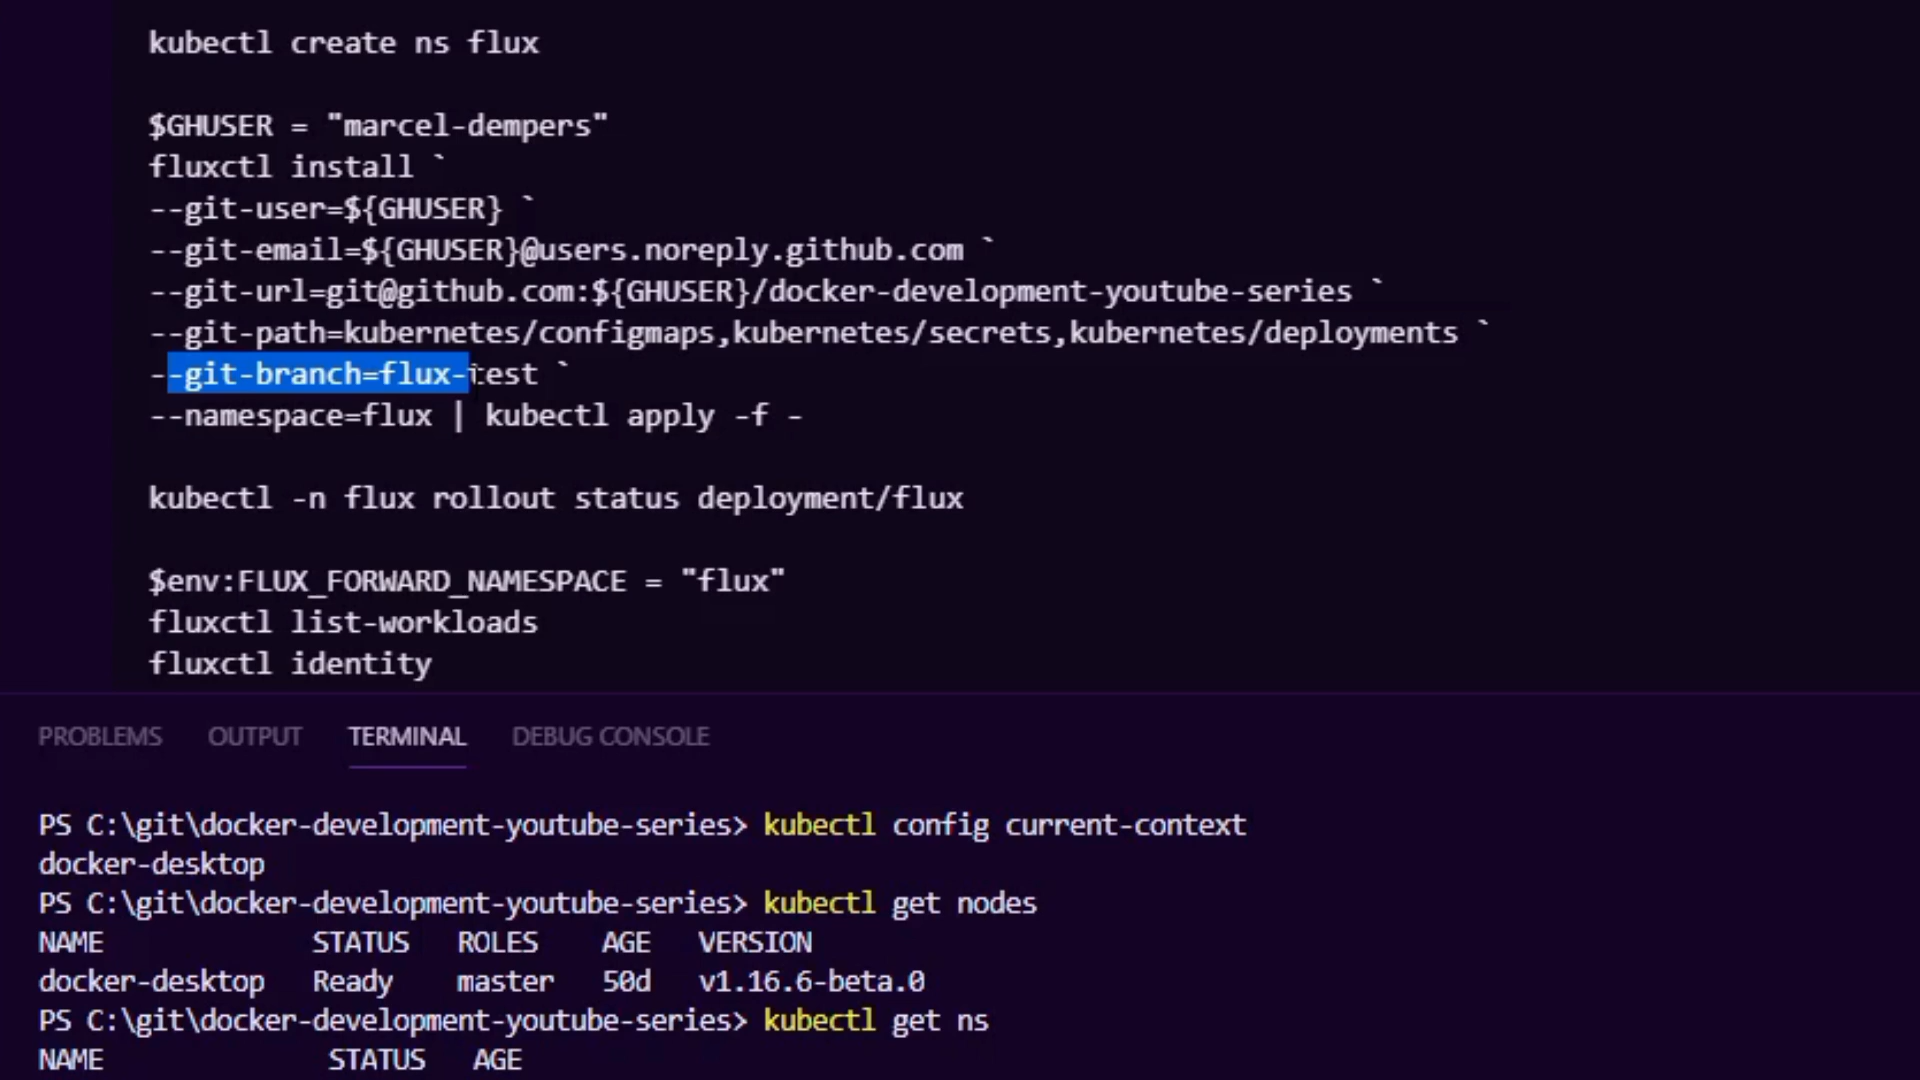 kubectl create ns flux
$GHUSER = "marcel-dempers"
fluxctl install `
--git-user=${GHUSER} `
--git-email=${GHUSER}@users.noreply.github.com `
--git-url=git@github.com:${GHUSER}/docker-development-youtube-series `
--git-path=kubernetes/configmaps,kubernetes/secrets,kubernetes/deployments `
--git-branch=flux-test `
--namespace=flux | kubectl apply -f -
kubectl -n flux rollout status deployment/flux
$env:FLUX_FORWARD_NAMESPACE = "flux"
fluxctl list-workloads
fluxctl identity
PROBLEMS OUTPUT TERMINAL DEBUG CONSOLE
PS C:\git\docker-development-youtube-series> kubectl config current-context
docker-desktop
PS C:\git\docker-development-youtube-series> kubectl get nodes
NAME STATUS ROLES AGE VERSION
docker-desktop Ready master 50d v1.16.6-beta.0
PS C:\git\docker-development-youtube-series> kubectl get ns
NAME STATUS AGE